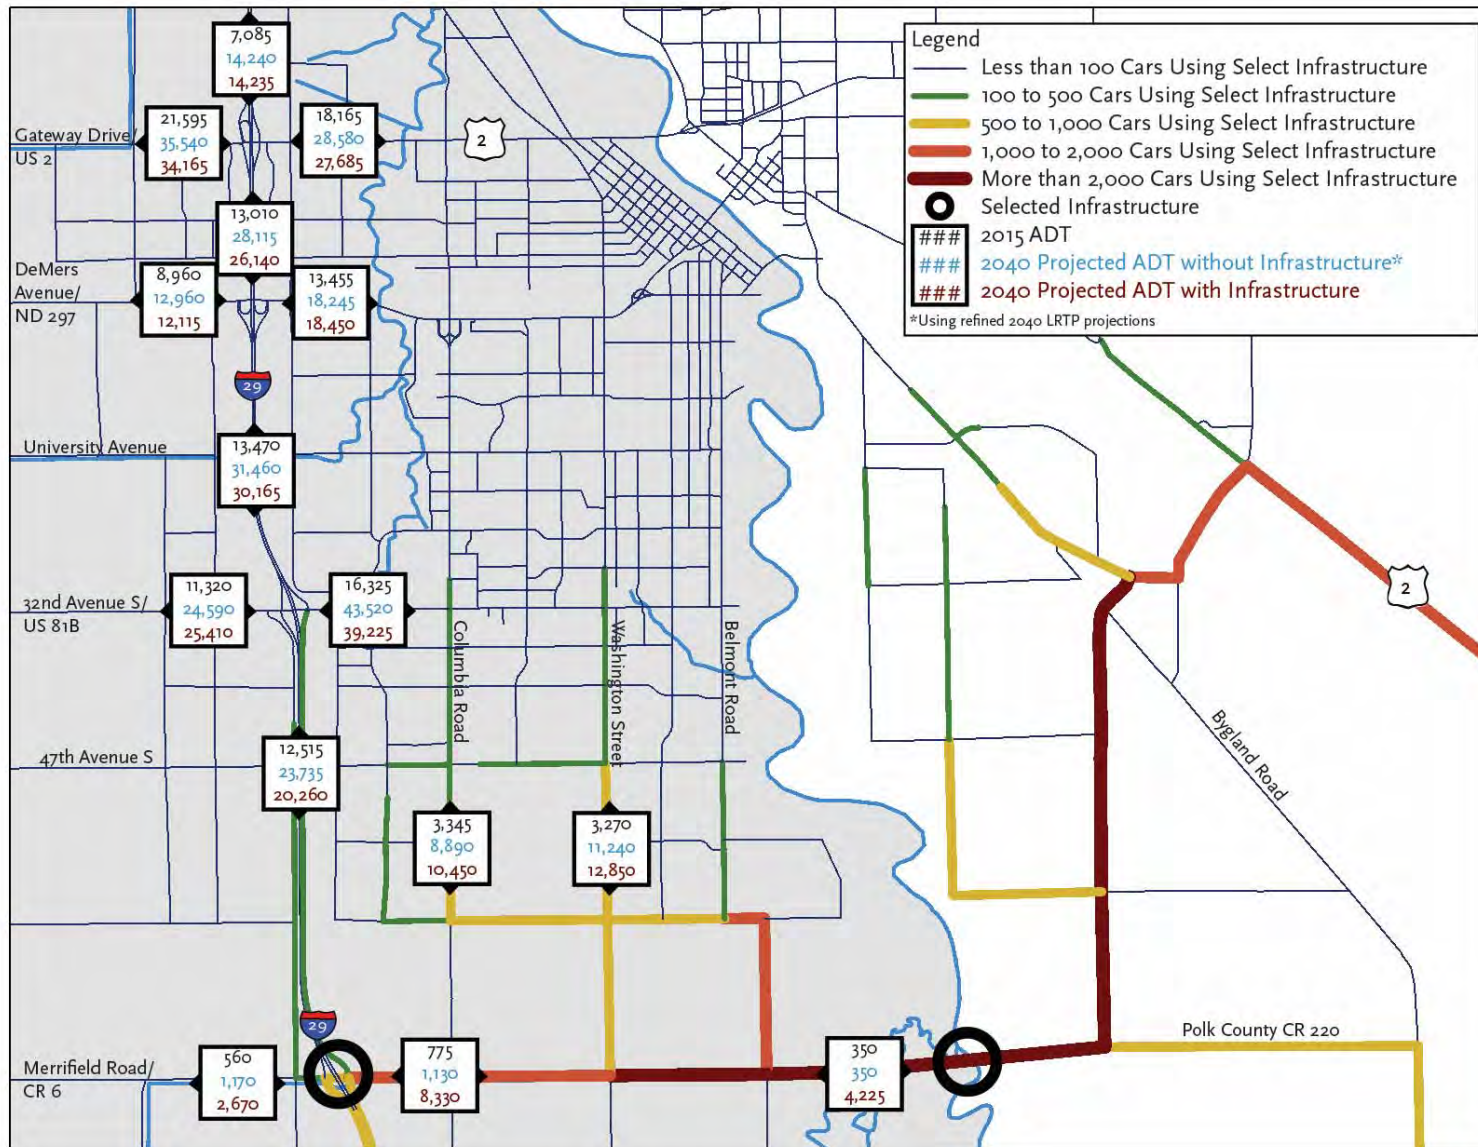 Legend
Less than 100 Cars Using Select Infrastructure
100 to 500 Cars Using Select Infrastructure
500 to 1,000 Cars Using Select Infrastructure
1,000 to 2,000 Cars Using Select Infrastructure
More than 2,000 Cars Using Select Infrastructure
Selected Infrastructure
### 2015 ADT
### 2040 Projected ADT without Infrastructure*
### 2040 Projected ADT with Infrastructure
*Using refined 2040 LRTP projections
7,085
14,240
14,235
Gateway Drive/
US 2
21,595
35,540
34,165
18,165
28,580
27,685
2
13,010
28,115
26,140
DeMers
Avenue/
ND 297
8,960
12,960
12,115
13,455
18,245
18,450
29
University Avenue
13,470
31,460
30,165
32nd Avenue S/
US 81B
11,320
24,590
25,410
16,325
43,520
39,225
Columbia Road
Washington Street
Belmont Road
2
Bygland Road
47th Avenue S
12,515
23,735
20,260
3,345
8,890
10,450
3,270
11,240
12,850
29
Merrifield Road/
CR 6
560
1,170
2,670
775
1,130
8,330
350
350
4,225
Polk County CR 220